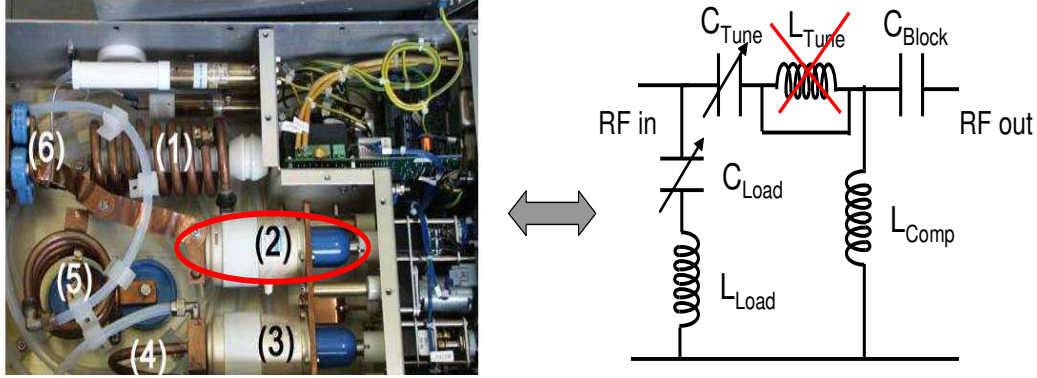 (6)
(1)
(2)
(5)
(3)
(4)
C_Tune
L_Tune
C_Block
RF in
RF out
C_Load
L_Comp
L_Load